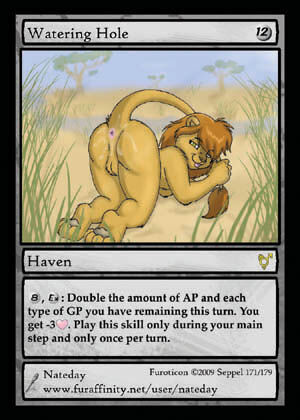 Watering Hole 12
Haven
B, E: Double the amount of AP and each
type of GP you have remaining this turn. You
get -3. Play this skill only during your main
step and only once per turn.
Nateday Furoticon ©2009 Seppel 171/179
www.furaffinity.net/user/nateday